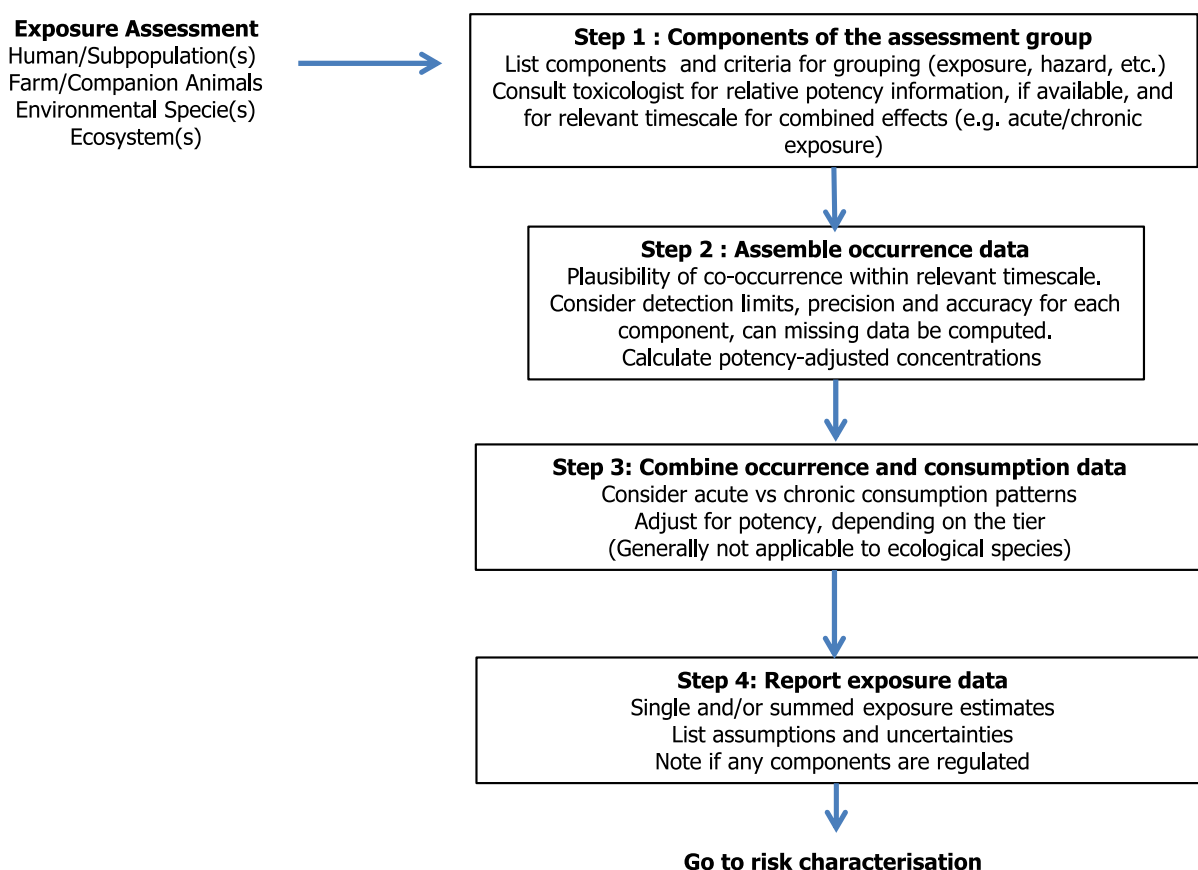 Exposure Assessment
Human/Subpopulation(s)
Farm/Companion Animals
Environmental Specie(s)
Ecosystem(s)
Step 1 : Components of the assessment group
List components and criteria for grouping (exposure, hazard, etc.)
Consult toxicologist for relative potency information, if available, and
for relevant timescale for combined effects (e.g. acute/chronic
exposure)
Step 2 : Assemble occurrence data
Plausibility of co-occurrence within relevant timescale.
Consider detection limits, precision and accuracy for each
component, can missing data be computed.
Calculate potency-adjusted concentrations
Step 3: Combine occurrence and consumption data
Consider acute vs chronic consumption patterns
Adjust for potency, depending on the tier
(Generally not applicable to ecological species)
Step 4: Report exposure data
Single and/or summed exposure estimates
List assumptions and uncertainties
Note if any components are regulated
Go to risk characterisation